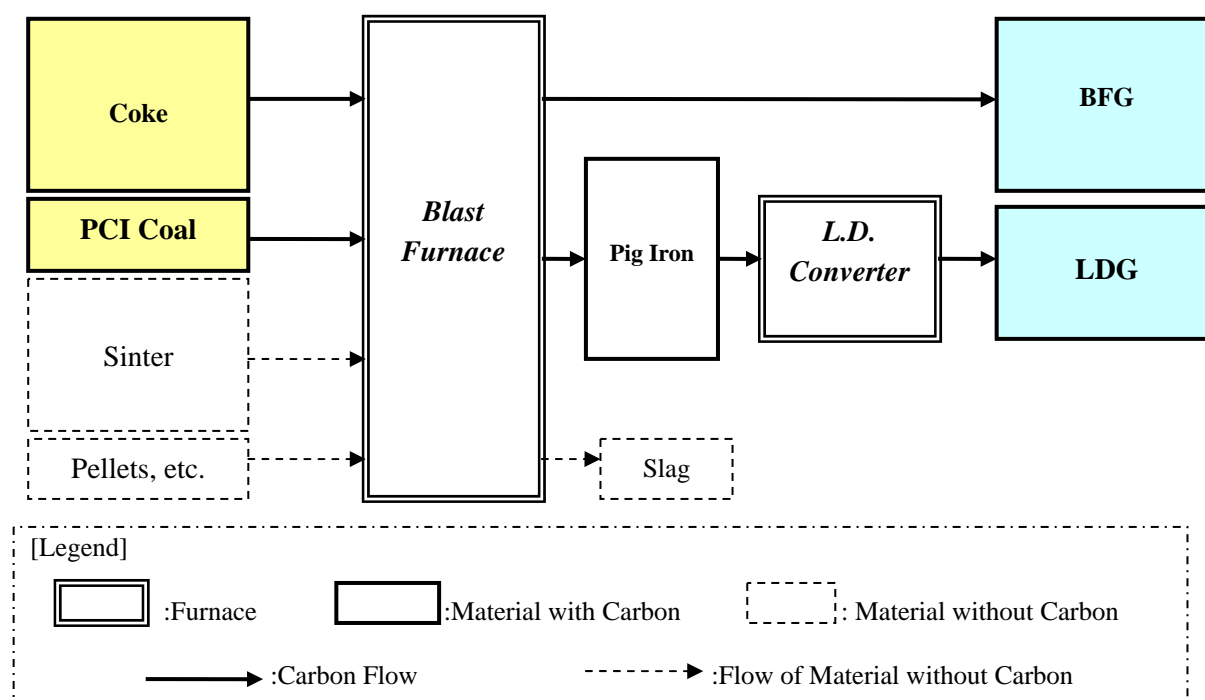 Coke
PCI Coal
Sinter
Pellets, etc.
Blast
Furnace
Pig Iron
L.D.
Converter
BFG
LDG
Slag
[Legend]
:Furnace
:Material with Carbon
: Material without Carbon
:Carbon Flow
:Flow of Material without Carbon